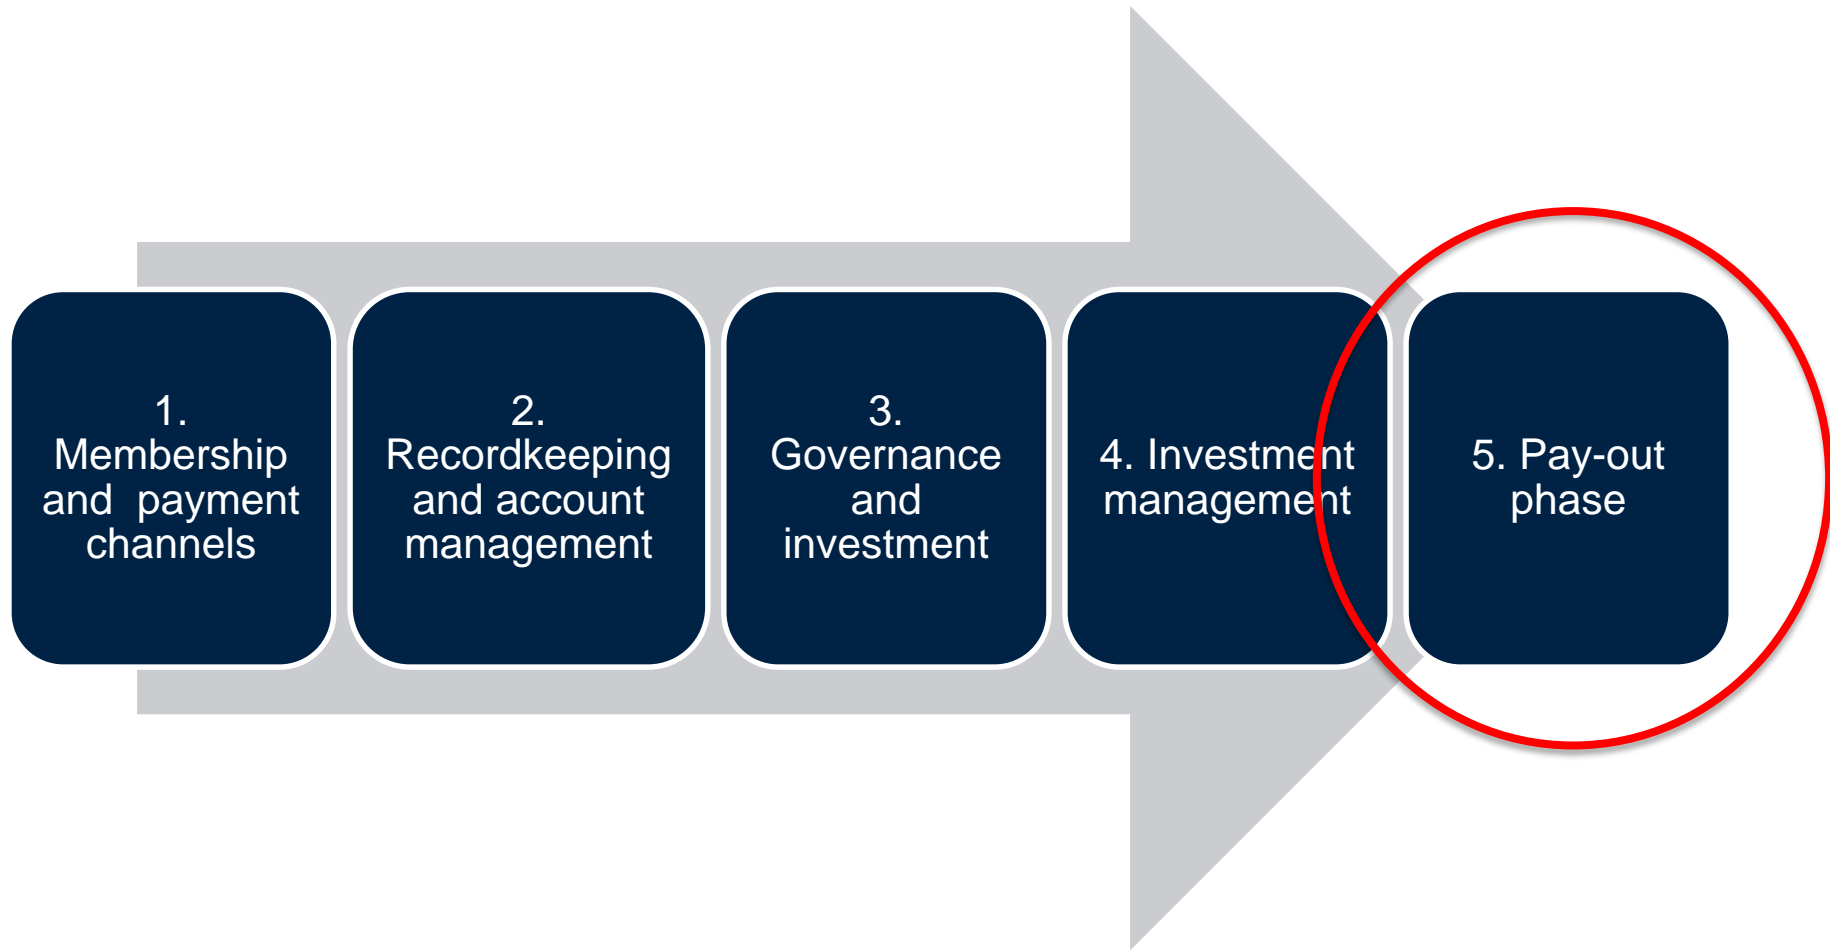 1.
Membership
and payment
channels
2.
Recordkeeping
and account
management
3.
Governance
and
investment
4. Investment
management
5. Pay-out
phase